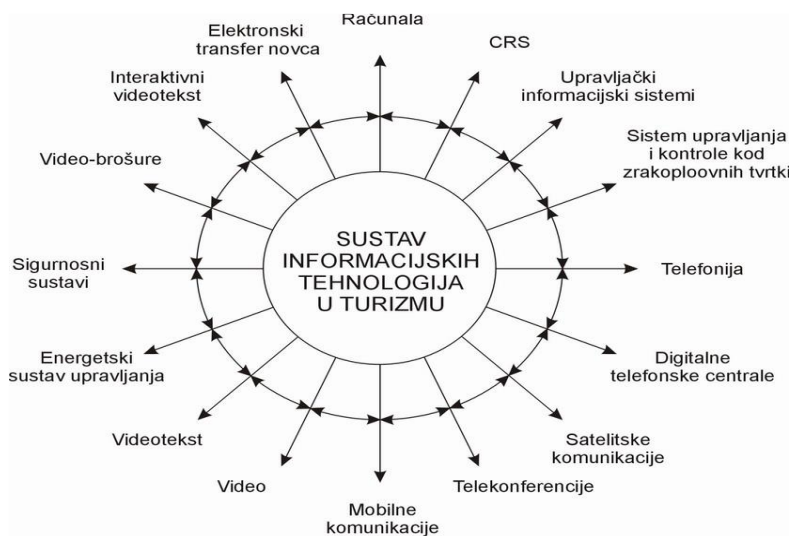 Računala
Elektronski
transfer novca
CRS
Interaktivni
videotekst
Upravljački
informacijski sistemi
Video-brošure
Sistem upravljanja
i kontrole kod
zrakoploovnih tvrtki
SUSTAV
INFORMACIJSKIH
TEHNOLOGIJA
U TURIZMU
Sigurnosni
sustavi
Telefonija
Energetski
sustav upravljanja
Digitalne
telefonske centrale
Videotekst
Satelitske
komunikacije
Video
Telekonferencije
Mobilne
komunikacije